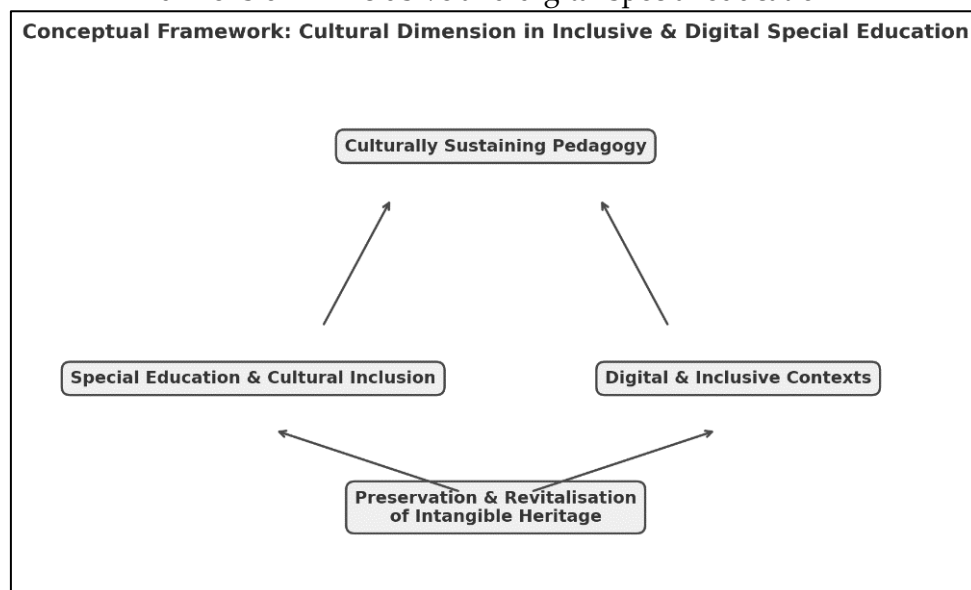 Conceptual Framework: Cultural Dimension in Inclusive & Digital Special Education
Culturally Sustaining Pedagogy
Special Education & Cultural Inclusion
Digital & Inclusive Contexts
Preservation & Revitalisation
of Intangible Heritage